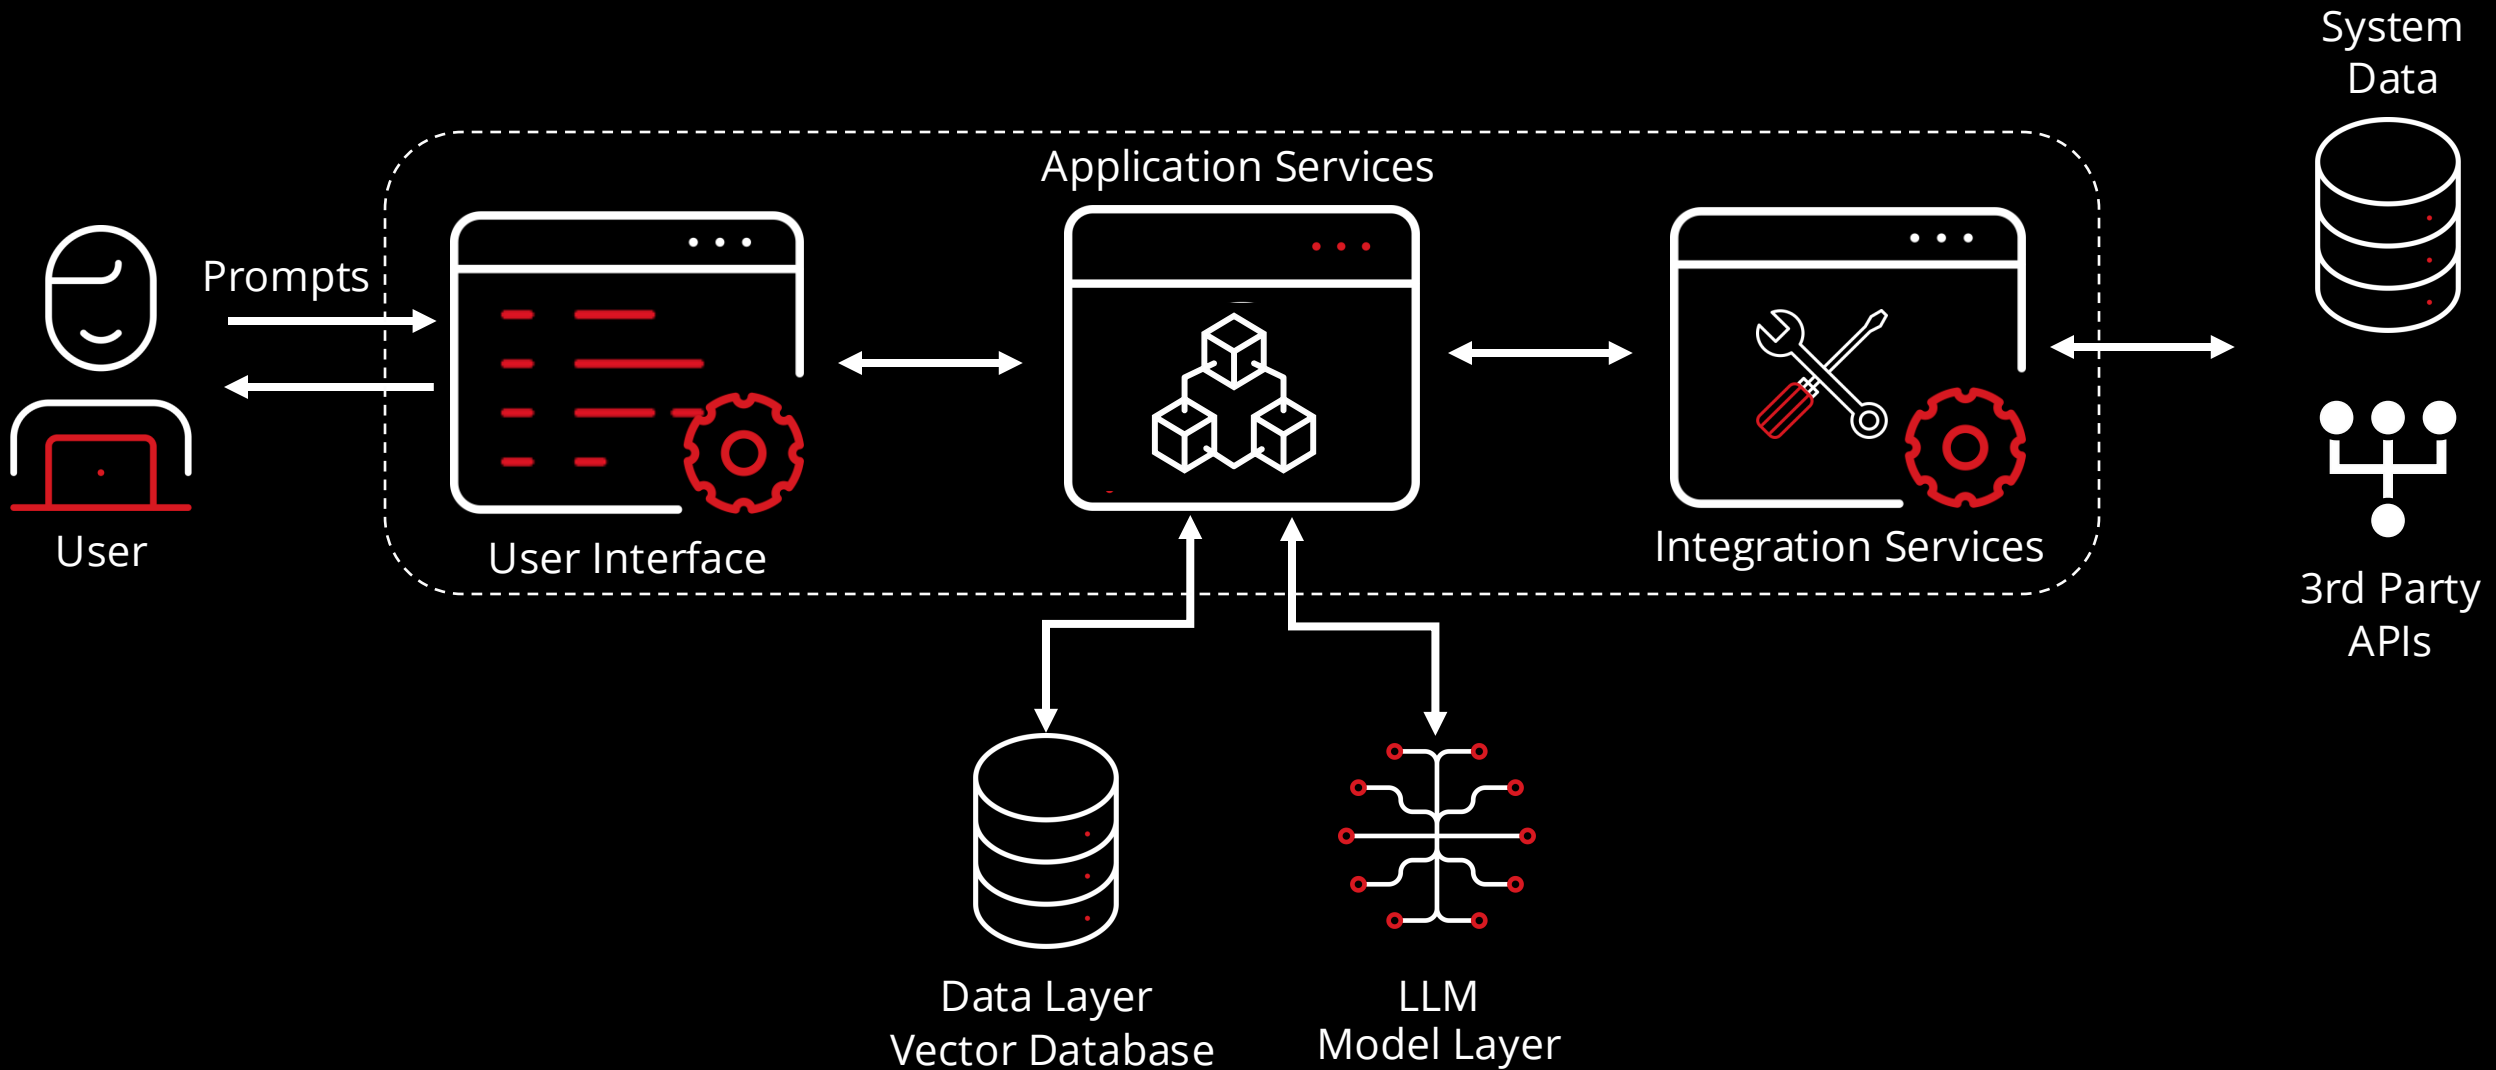 System
Data
Application Services
Prompts
User
User Interface
Integration Services
3rd Party
APIs
Data Layer
Vector Database
LLM
Model Layer